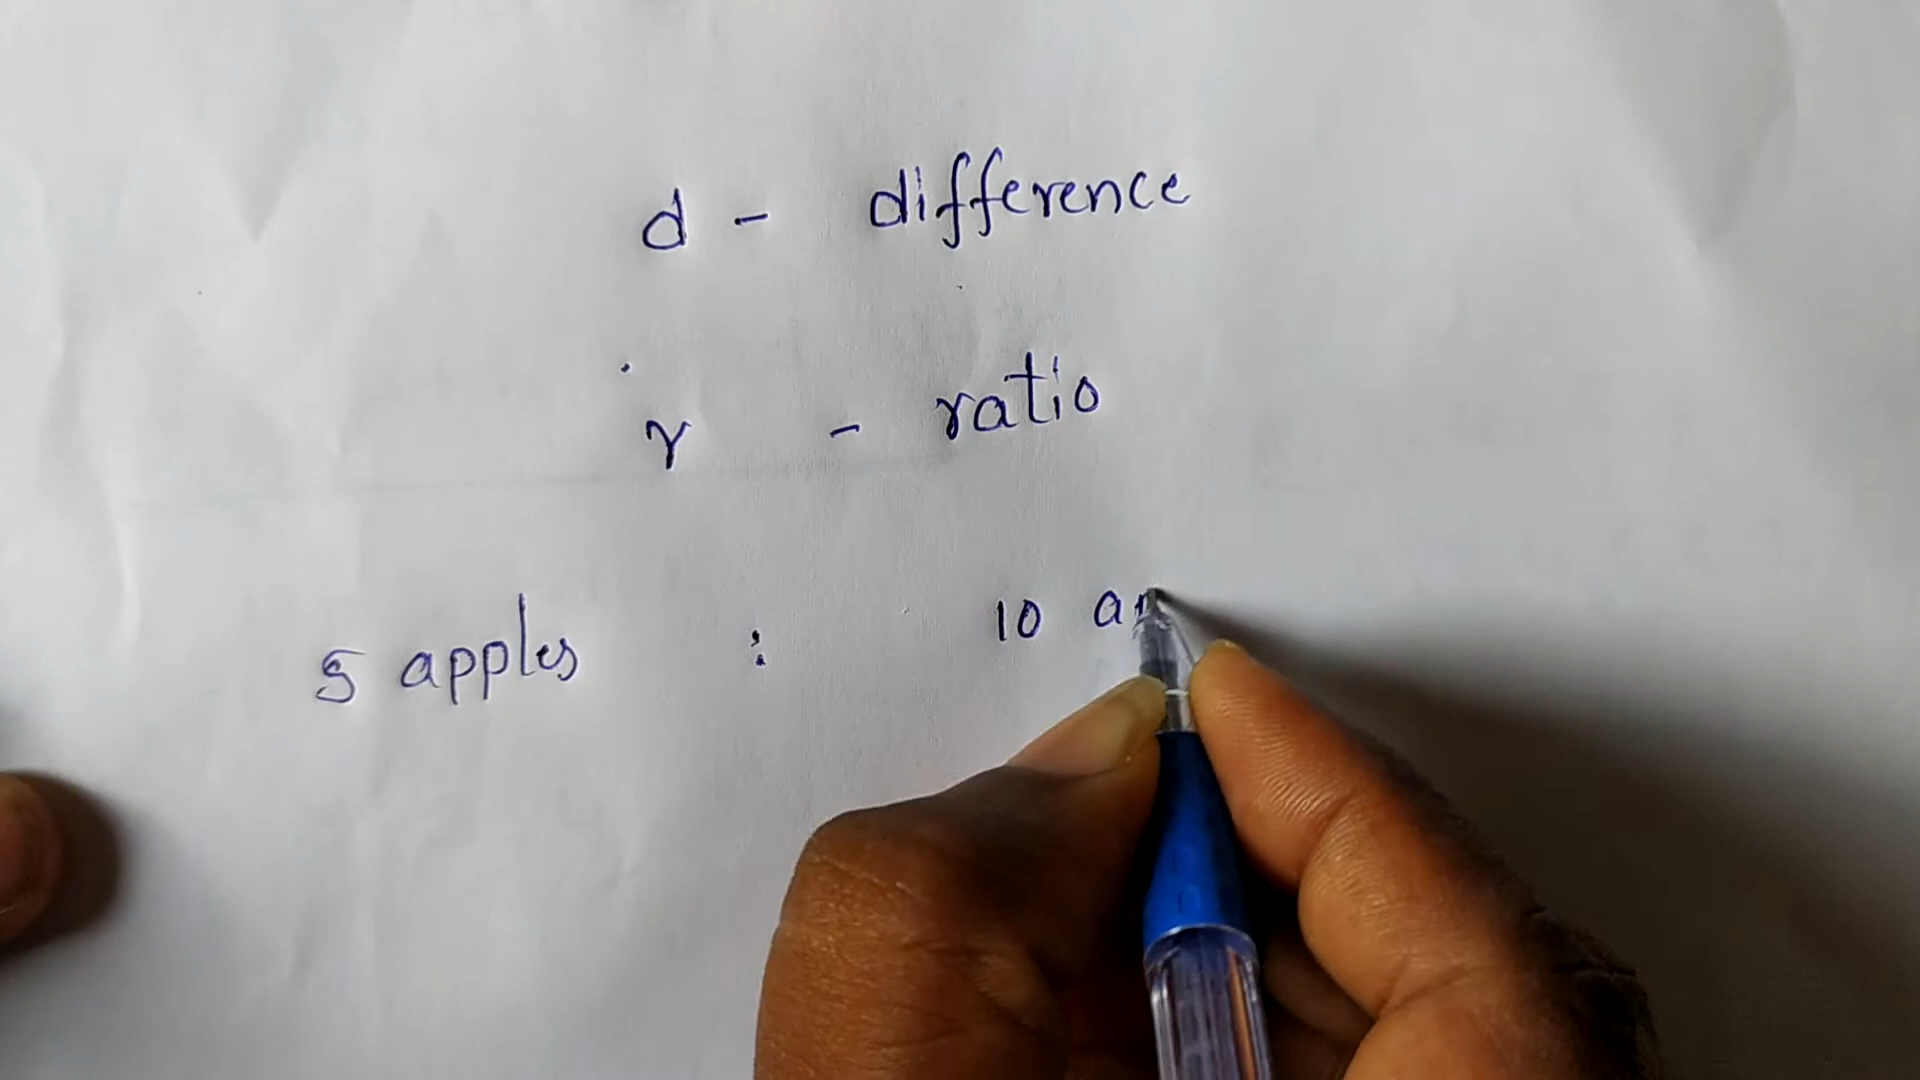 d - difference
r - ratio
5 apples : 10